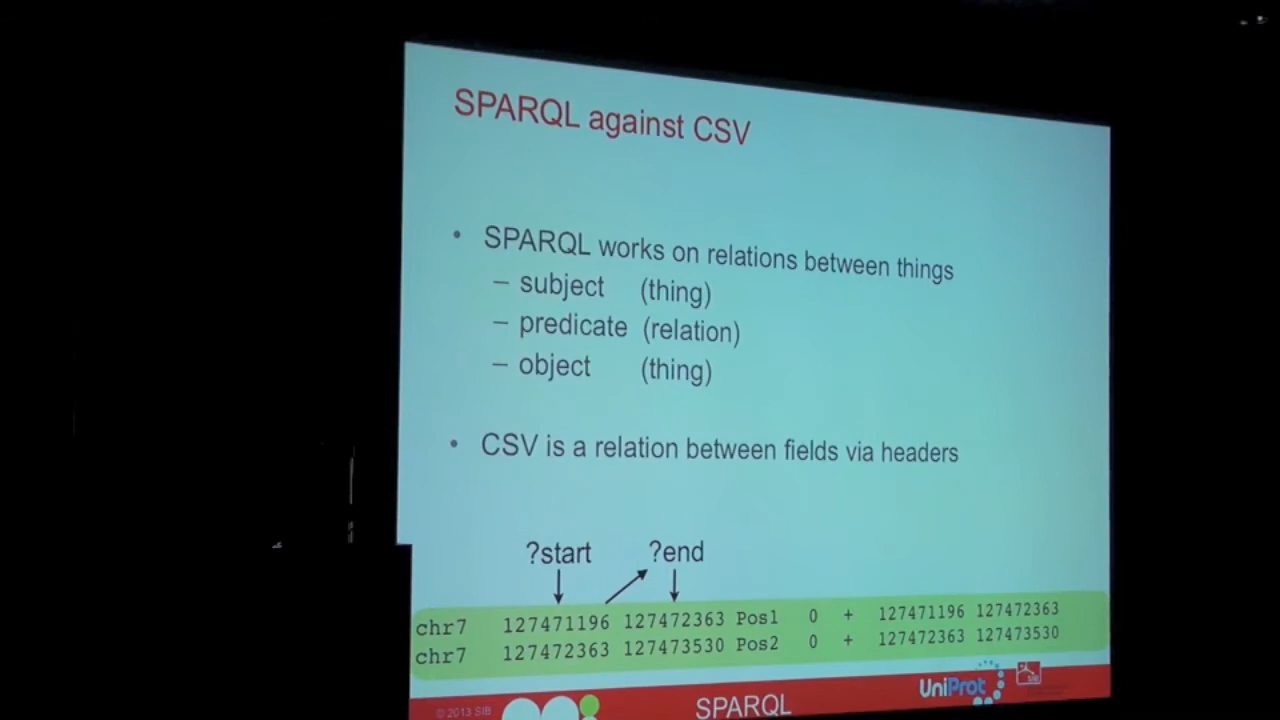 SPARQL against CSV
• SPARQL works on relations between things
– subject (thing)
– predicate (relation)
– object (thing)
• CSV is a relation between fields via headers
?start ?end
chr7 127471196 127472363 Pos1 0 + 127471196 127472363
chr7 127472363 127473530 Pos2 0 + 127472363 127473530
© 2013 SIB
SPARQL
UniProt
SIB